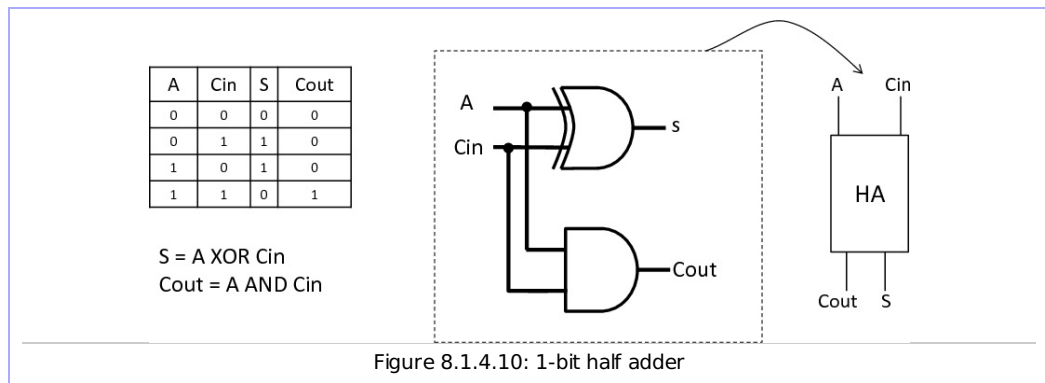 A Cin S Cout
0 0 0 0
0 1 1 0
1 0 1 0
1 1 0 1
S = A XOR Cin
Cout = A AND Cin
A
Cin
s
Cout
A Cin
HA
Cout S
Figure 8.1.4.10: 1-bit half adder